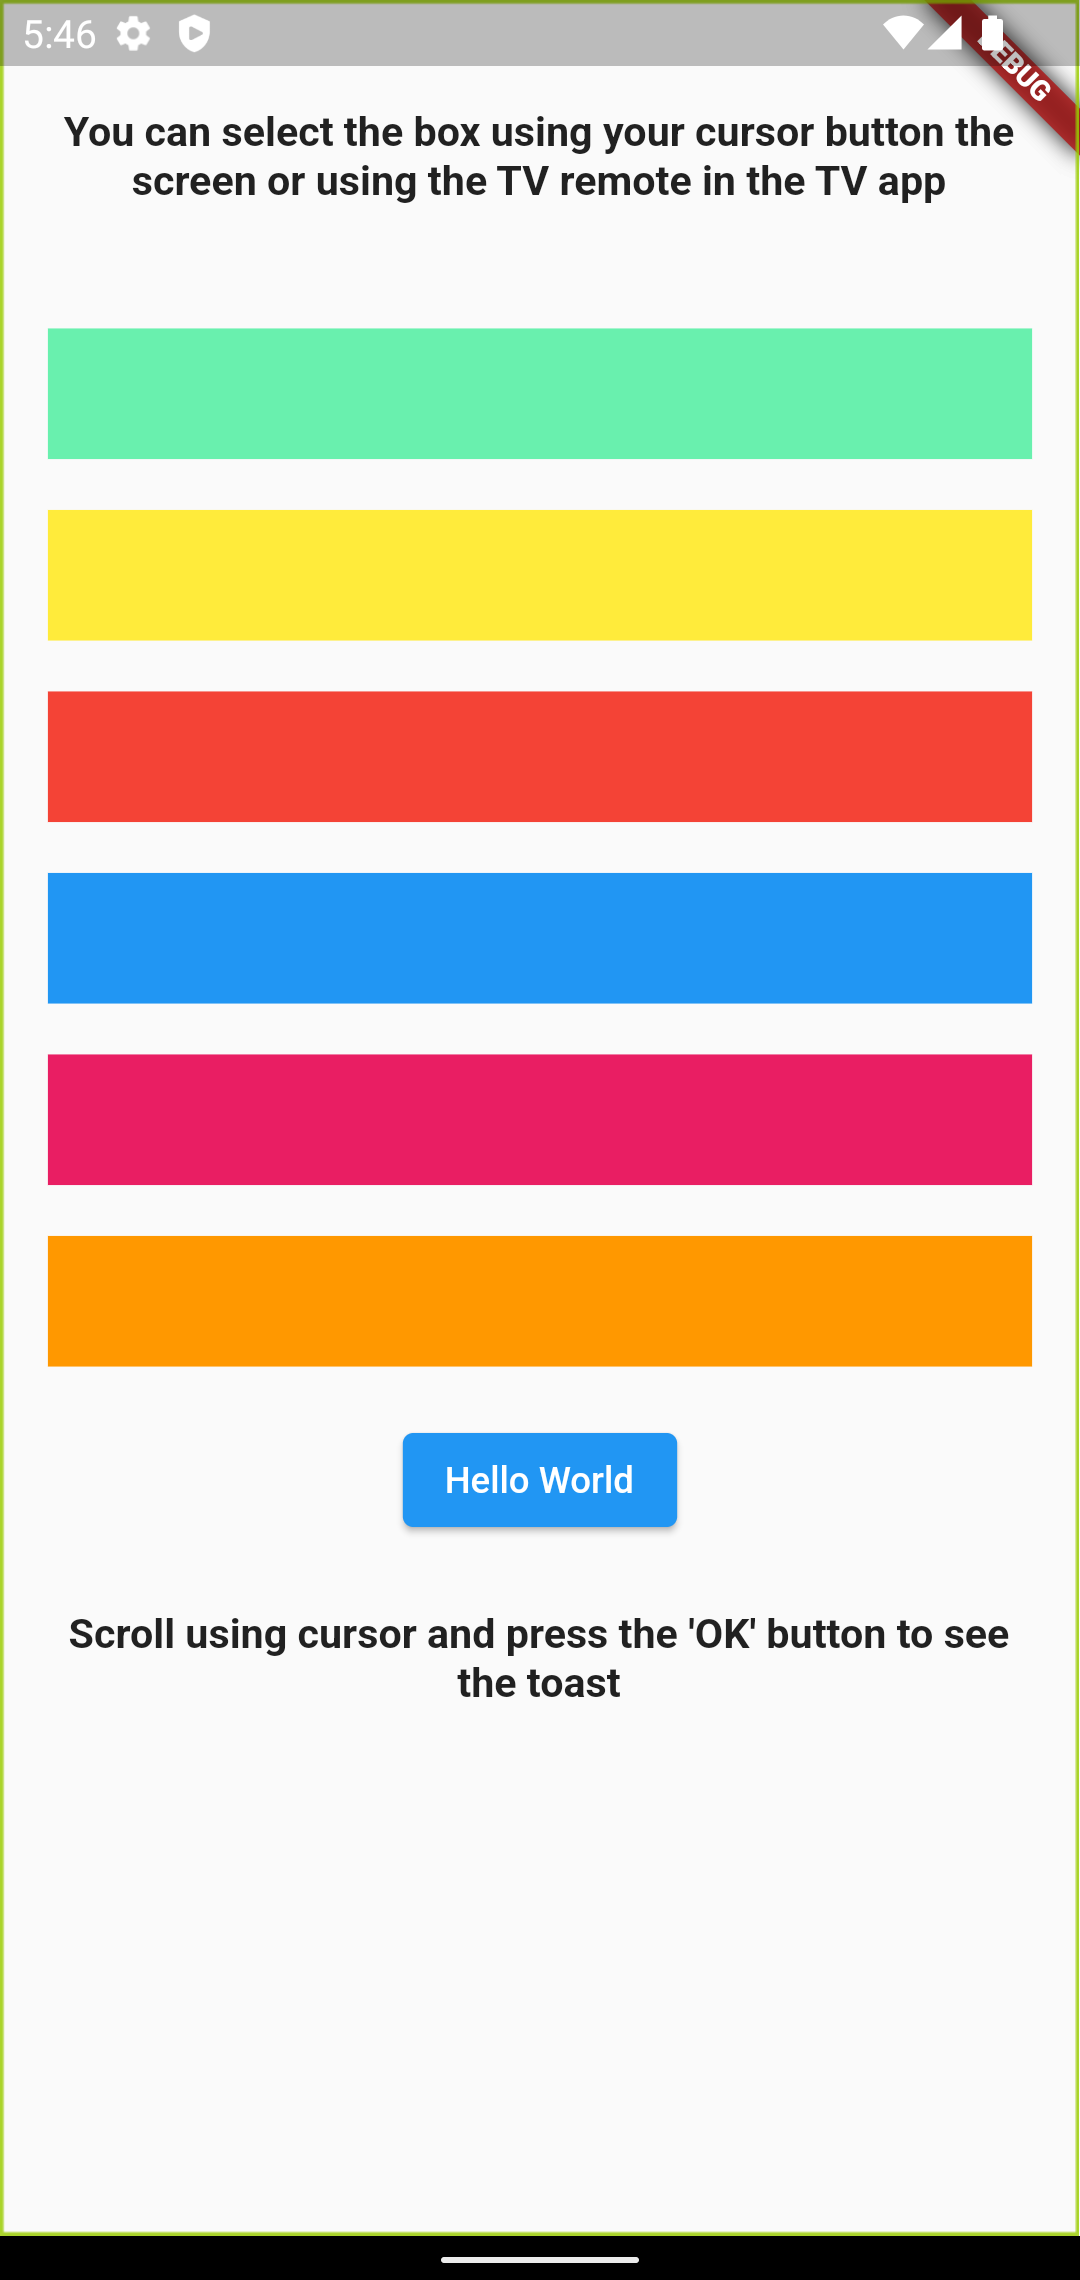 5:46
DEBUG
You can select the box using your cursor button the
screen or using the TV remote in the TV app
Hello World
Scroll using cursor and press the 'OK' button to see
the toast